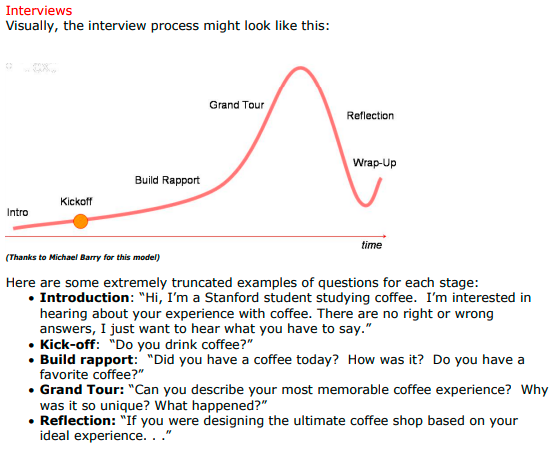 Interviews
Visually, the interview process might look like this:
Grand Tour
Reflection
Wrap-Up
Build Rapport
Kickoff
Intro
time
(Thanks to Michael Barry for this model)
Here are some extremely truncated examples of questions for each stage:
• Introduction: “Hi, I’m a Stanford student studying coffee.  I’m interested in
hearing about your experience with coffee. There are no right or wrong
answers, I just want to hear what you have to say.”
• Kick-off:  “Do you drink coffee?”
• Build rapport:  “Did you have a coffee today?  How was it?  Do you have a
favorite coffee?”
• Grand Tour: “Can you describe your most memorable coffee experience?  Why
was it so unique? What happened?”
• Reflection: “If you were designing the ultimate coffee shop based on your
ideal experience. . .”